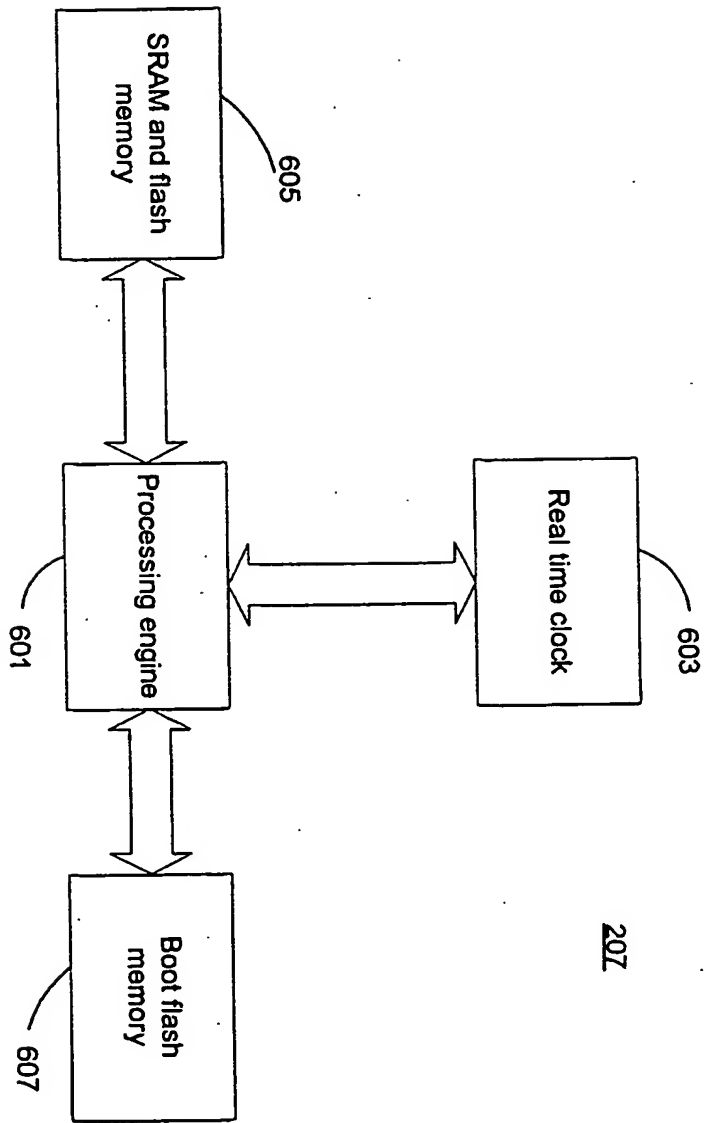 SRAM and flash
memory
605
Processing engine
601
Real time clock
603
Boot flash
memory
607
207